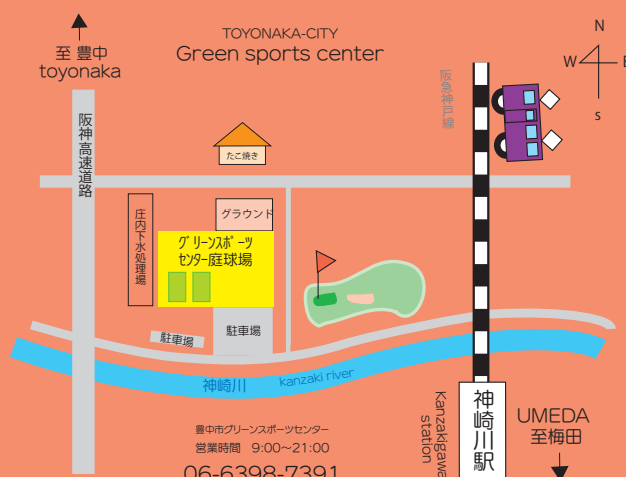 TOYONAKA-CITY
Green sports center
至 豊中
toyonaka
N
W
E
s
阪急神戸線
阪神高速道路
たこ焼き
庄内下水処理場
グラウンド
グリーンスポーツ
センター庭球場
駐車場
駐車場
神崎川
kanzaki river
豊中市グリーンスポーツセンター
営業時間 9:00〜21:00
06-6398-7391
Kanzakigawa
station
神崎川駅
UMEDA
至梅田